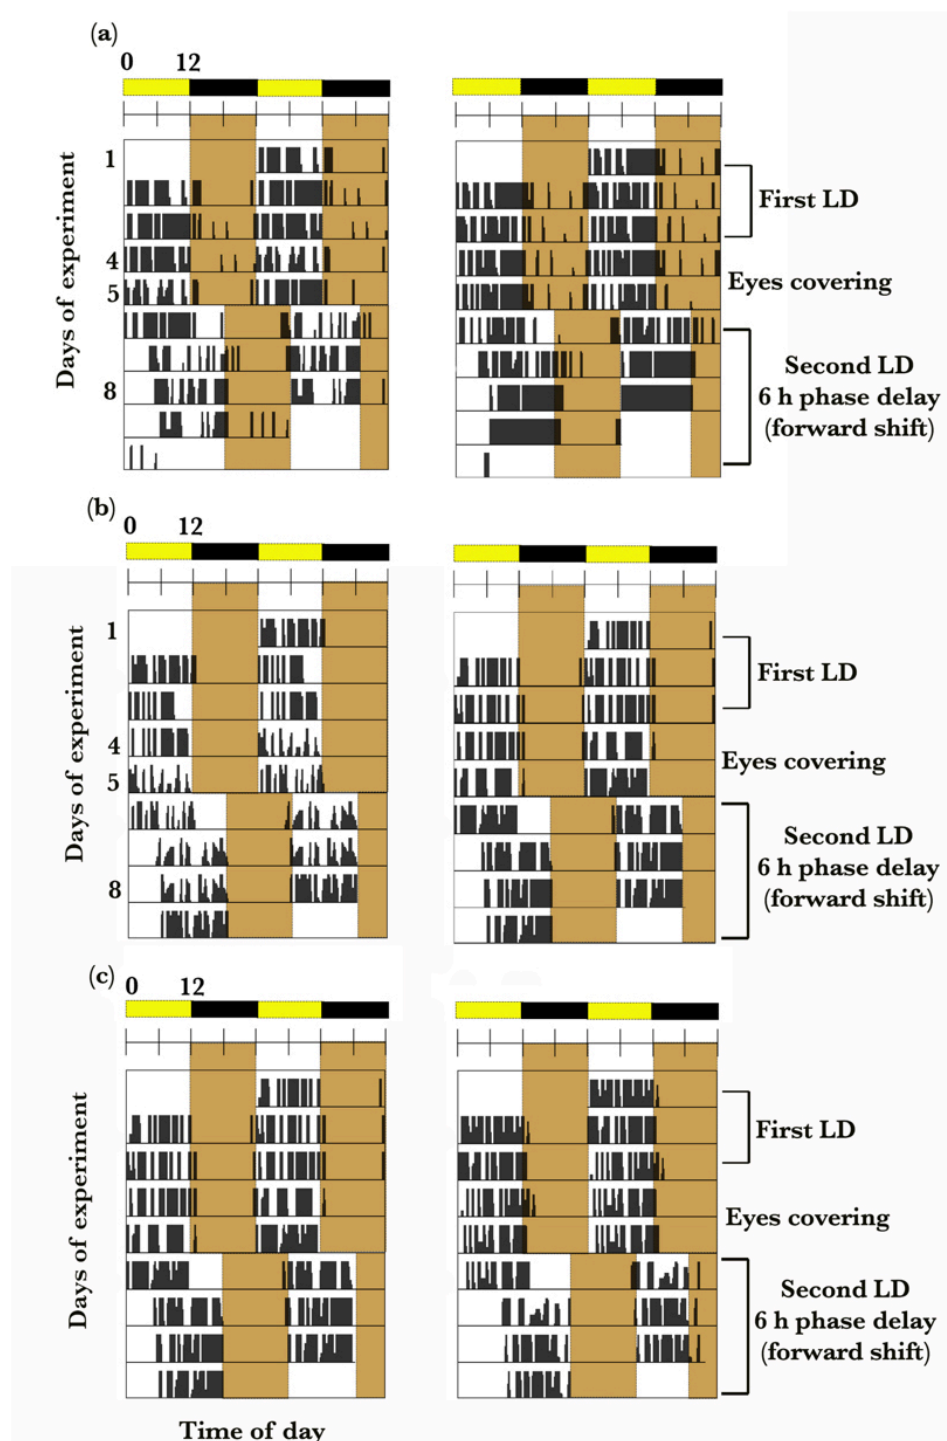 (a)
0 12
Days of experiment
1
4
5
8
First LD
Eyes covering
Second LD
6 h phase delay
(forward shift)
(b)
0 12
Days of experiment
1
4
5
8
First LD
Eyes covering
Second LD
6 h phase delay
(forward shift)
(c)
0 12
Days of experiment
First LD
Eyes covering
Second LD
6 h phase delay
(forward shift)
Time of day